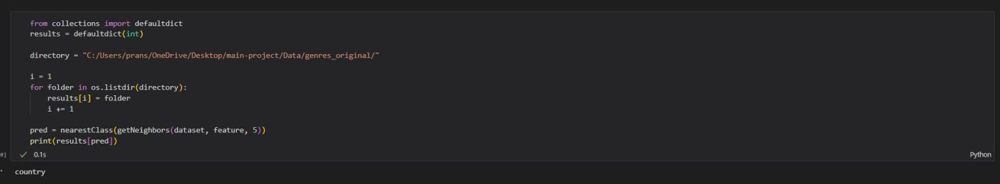 from collections import defaultdict
results = defaultdict(int)
directory = "C:/Users/prans/OneDrive/Desktop/main-project/Data/genres_original/"
i = 1
for folder in os.listdir(directory):
    results[i] = folder
    i += 1
pred = nearestClass(getNeighbors(dataset, feature, 5))
print(results[pred])
✓ 0.1s
Python
country